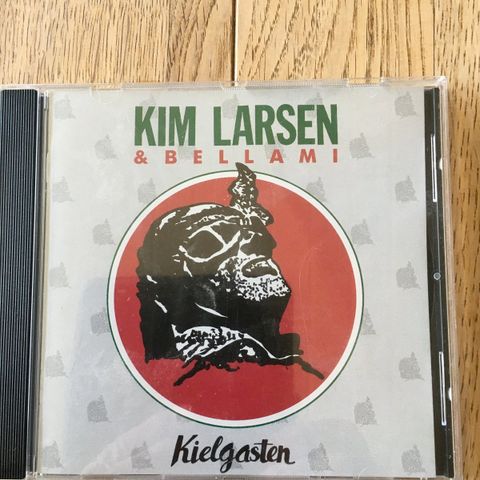 KIM LARSEN
& BELLAMI
Kielgasten